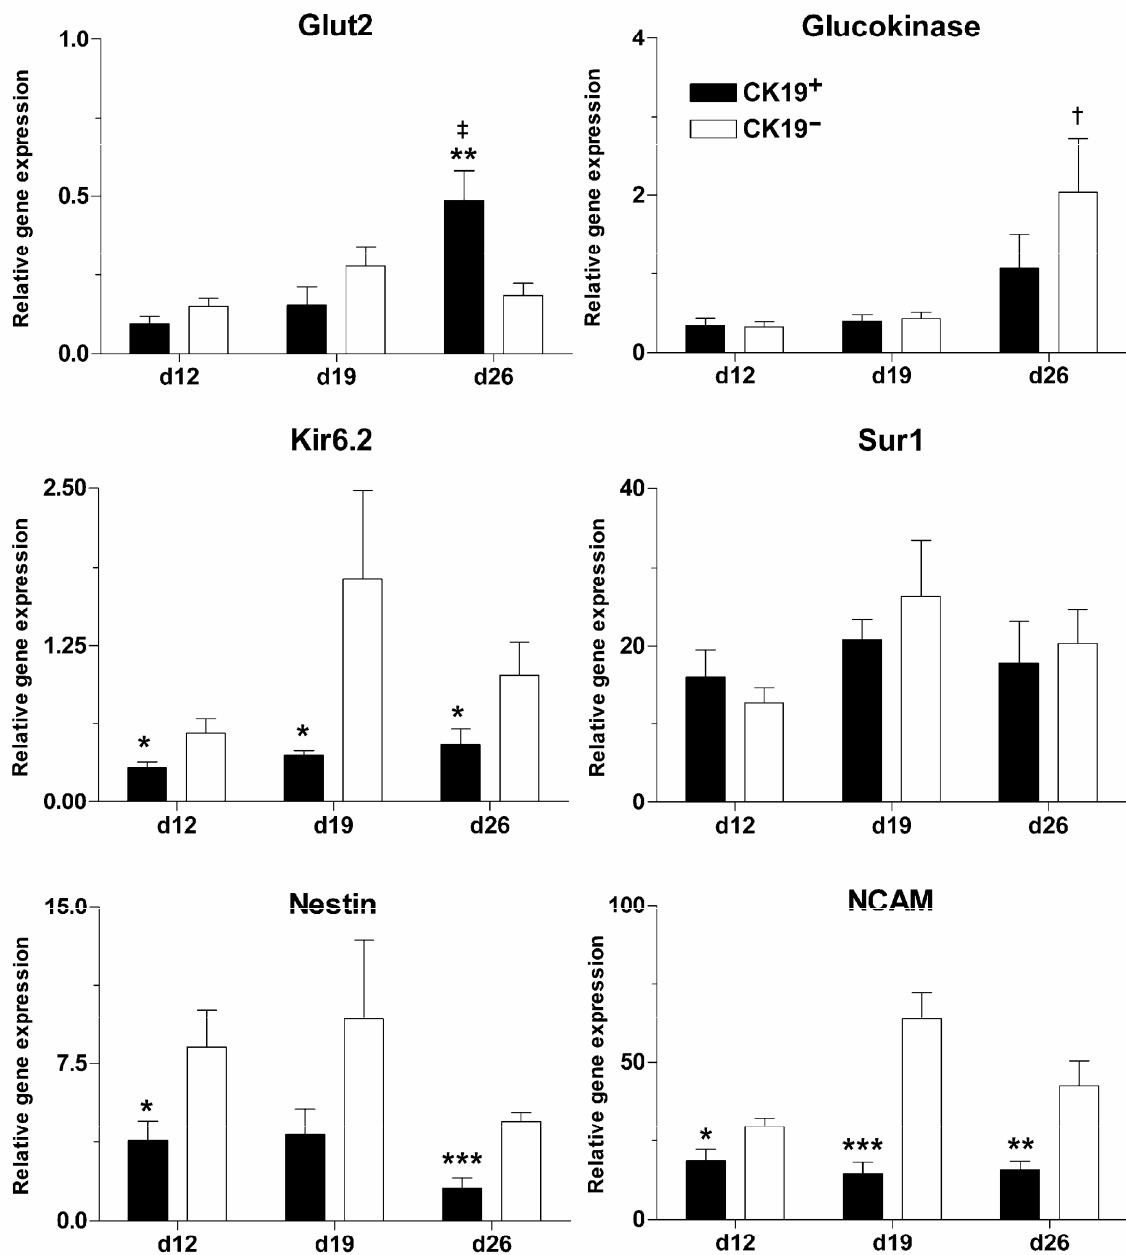 Glut2
Relative gene expression
1.0
0.5
0.0
‡
**
d12
d19
d26
Glucokinase
Relative gene expression
4
2
0
CK19+
CK19−
†
d12
d19
d26
Kir6.2
Relative gene expression
2.50
1.25
0.00
*
*
*
d12
d19
d26
Sur1
Relative gene expression
40
20
0
d12
d19
d26
Nestin
Relative gene expression
15.0
7.5
0.0
*
***
d12
d19
d26
NCAM
Relative gene expression
100
50
0
*
***
**
d12
d19
d26